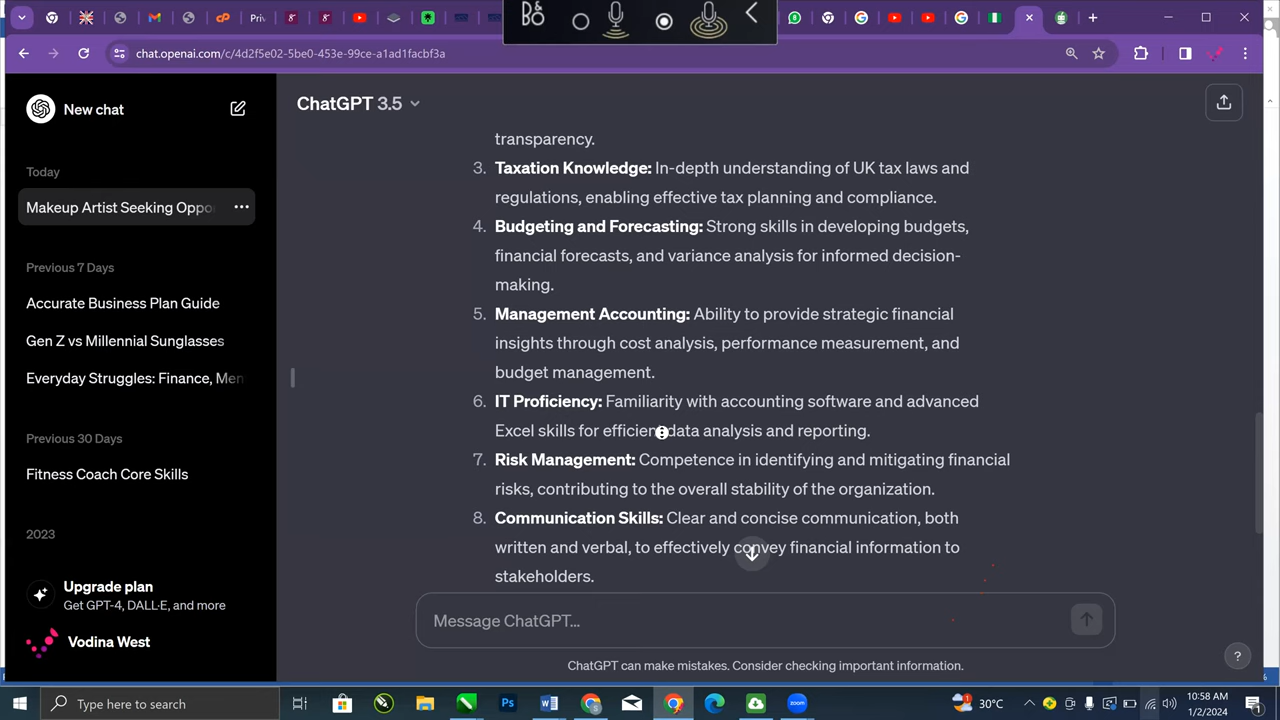 Priv
B&O
chat.openai.com/c/4d2f5e02-5be0-453e-99ce-a1ad1facbf3a
New chat
Today
Makeup Artist Seeking Oppo
Previous 7 Days
Accurate Business Plan Guide
Gen Z vs Millennial Sunglasses
Everyday Struggles: Finance, Men
Previous 30 Days
Fitness Coach Core Skills
2023
Upgrade plan
Get GPT-4, DALL·E, and more
Vodina West
ChatGPT 3.5
transparency.
3. Taxation Knowledge: In-depth understanding of UK tax laws and
regulations, enabling effective tax planning and compliance.
4. Budgeting and Forecasting: Strong skills in developing budgets,
financial forecasts, and variance analysis for informed decision-
making.
5. Management Accounting: Ability to provide strategic financial
insights through cost analysis, performance measurement, and
budget management.
6. IT Proficiency: Familiarity with accounting software and advanced
Excel skills for efficient data analysis and reporting.
7. Risk Management: Competence in identifying and mitigating financial
risks, contributing to the overall stability of the organization.
8. Communication Skills: Clear and concise communication, both
written and verbal, to effectively convey financial information to
stakeholders.
Message ChatGPT...
ChatGPT can make mistakes. Consider checking important information.
?
Type here to search
30°C
10:58 AM
1/2/2024